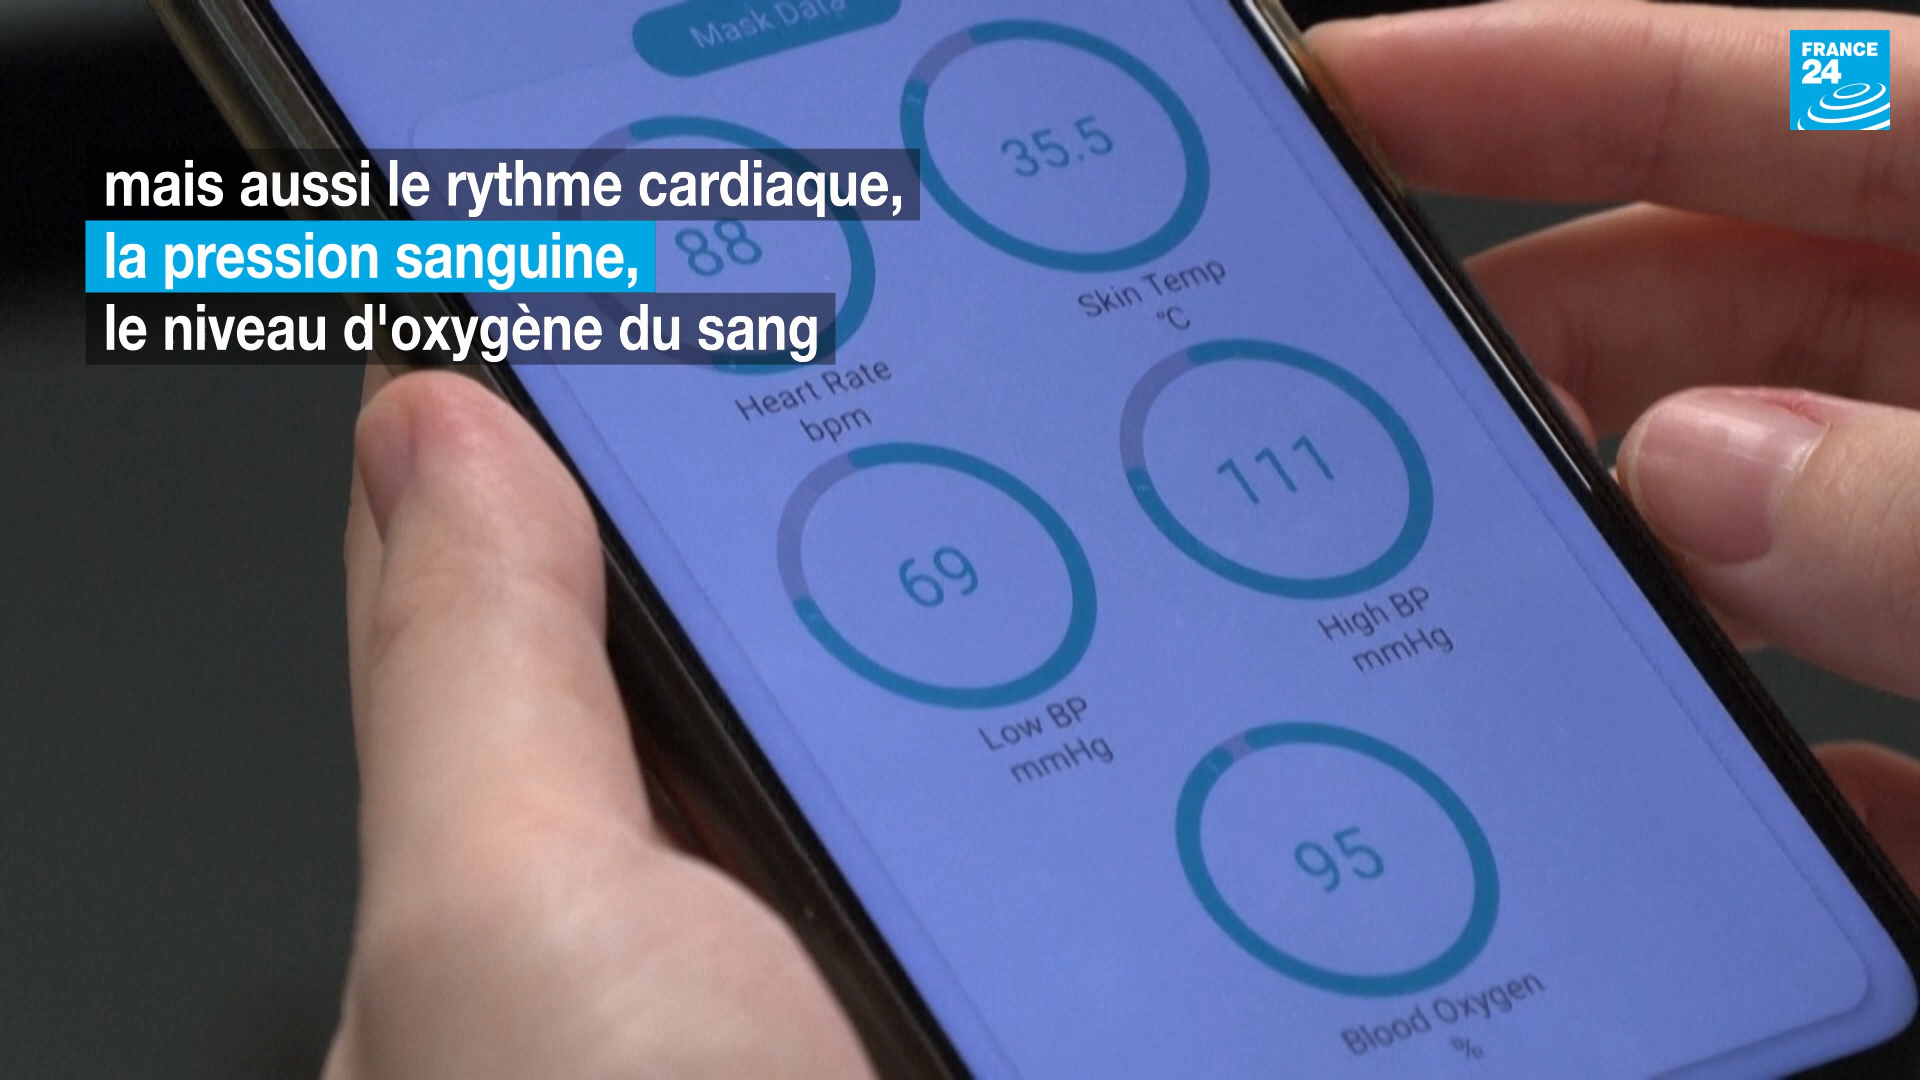 Mask Data
FRANCE
24
35.5
mais aussi le rythme cardiaque,
la pression sanguine,
le niveau d'oxygène du sang
88
Skin Temp
°C
Heart Rate
bpm
111
69
High BP
mmHg
Low BP
mmHg
95
Blood Oxygen
%